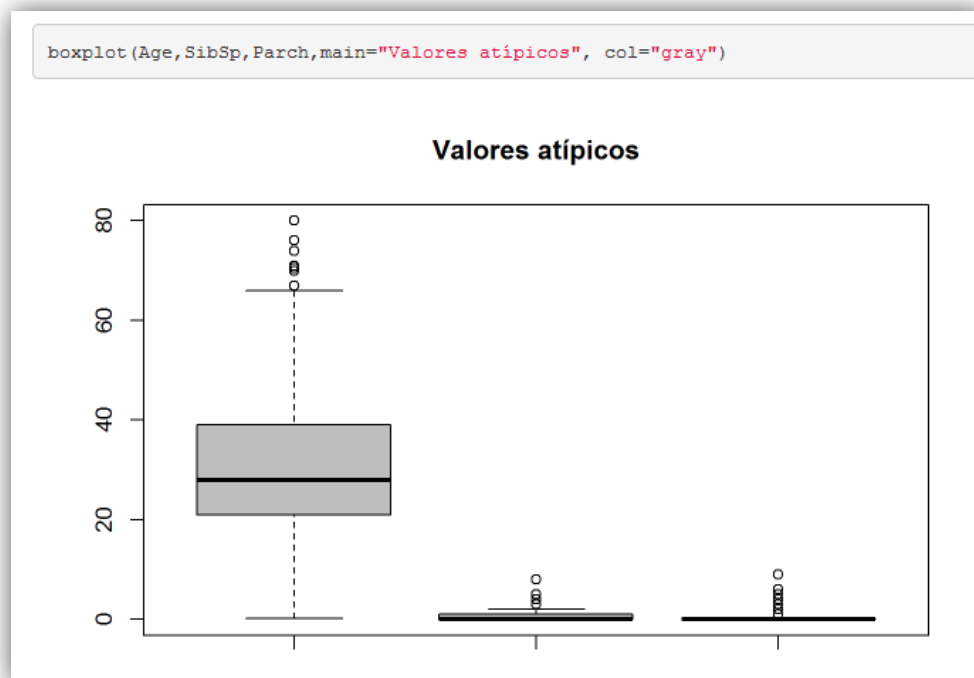 boxplot(Age,SibSp,Parch,main="Valores atípicos", col="gray")
Valores atípicos
80
60
40
20
0